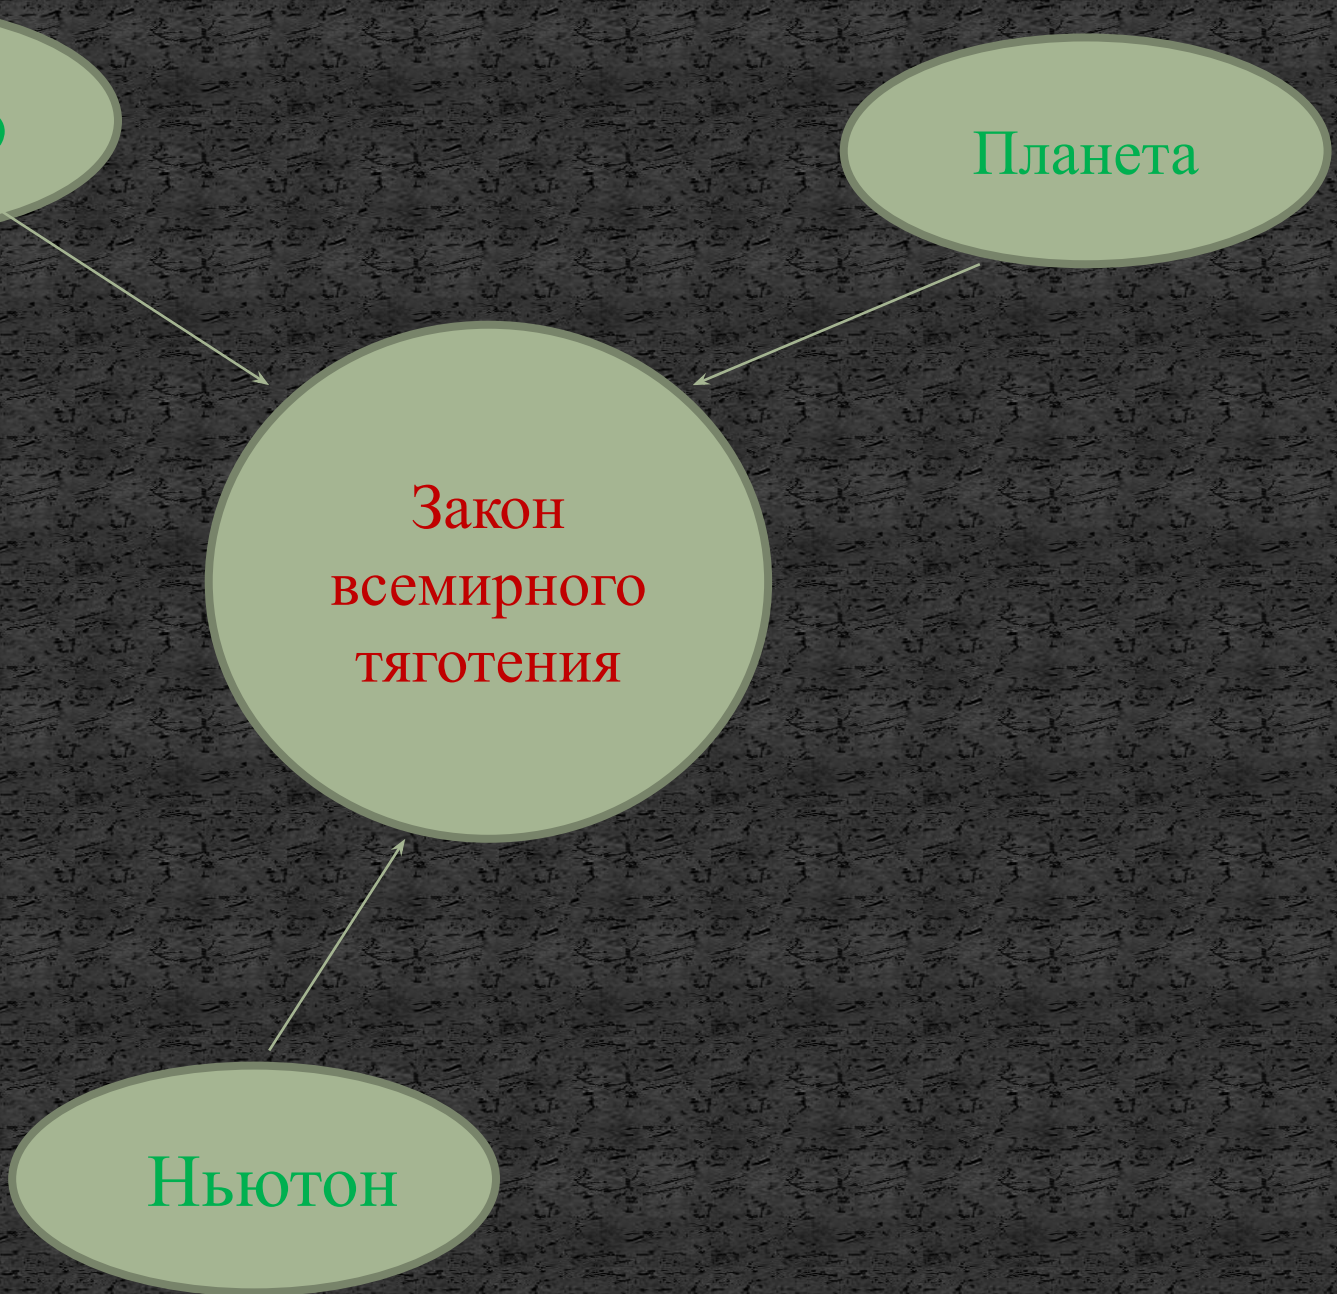 Планета
Закон
всемирного
тяготения
Ньютон